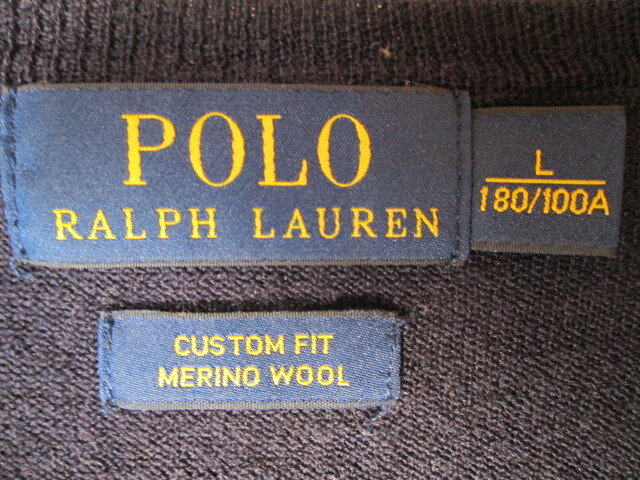 POLO
RALPH LAUREN
L
180/100A
CUSTOM FIT
MERINO WOOL